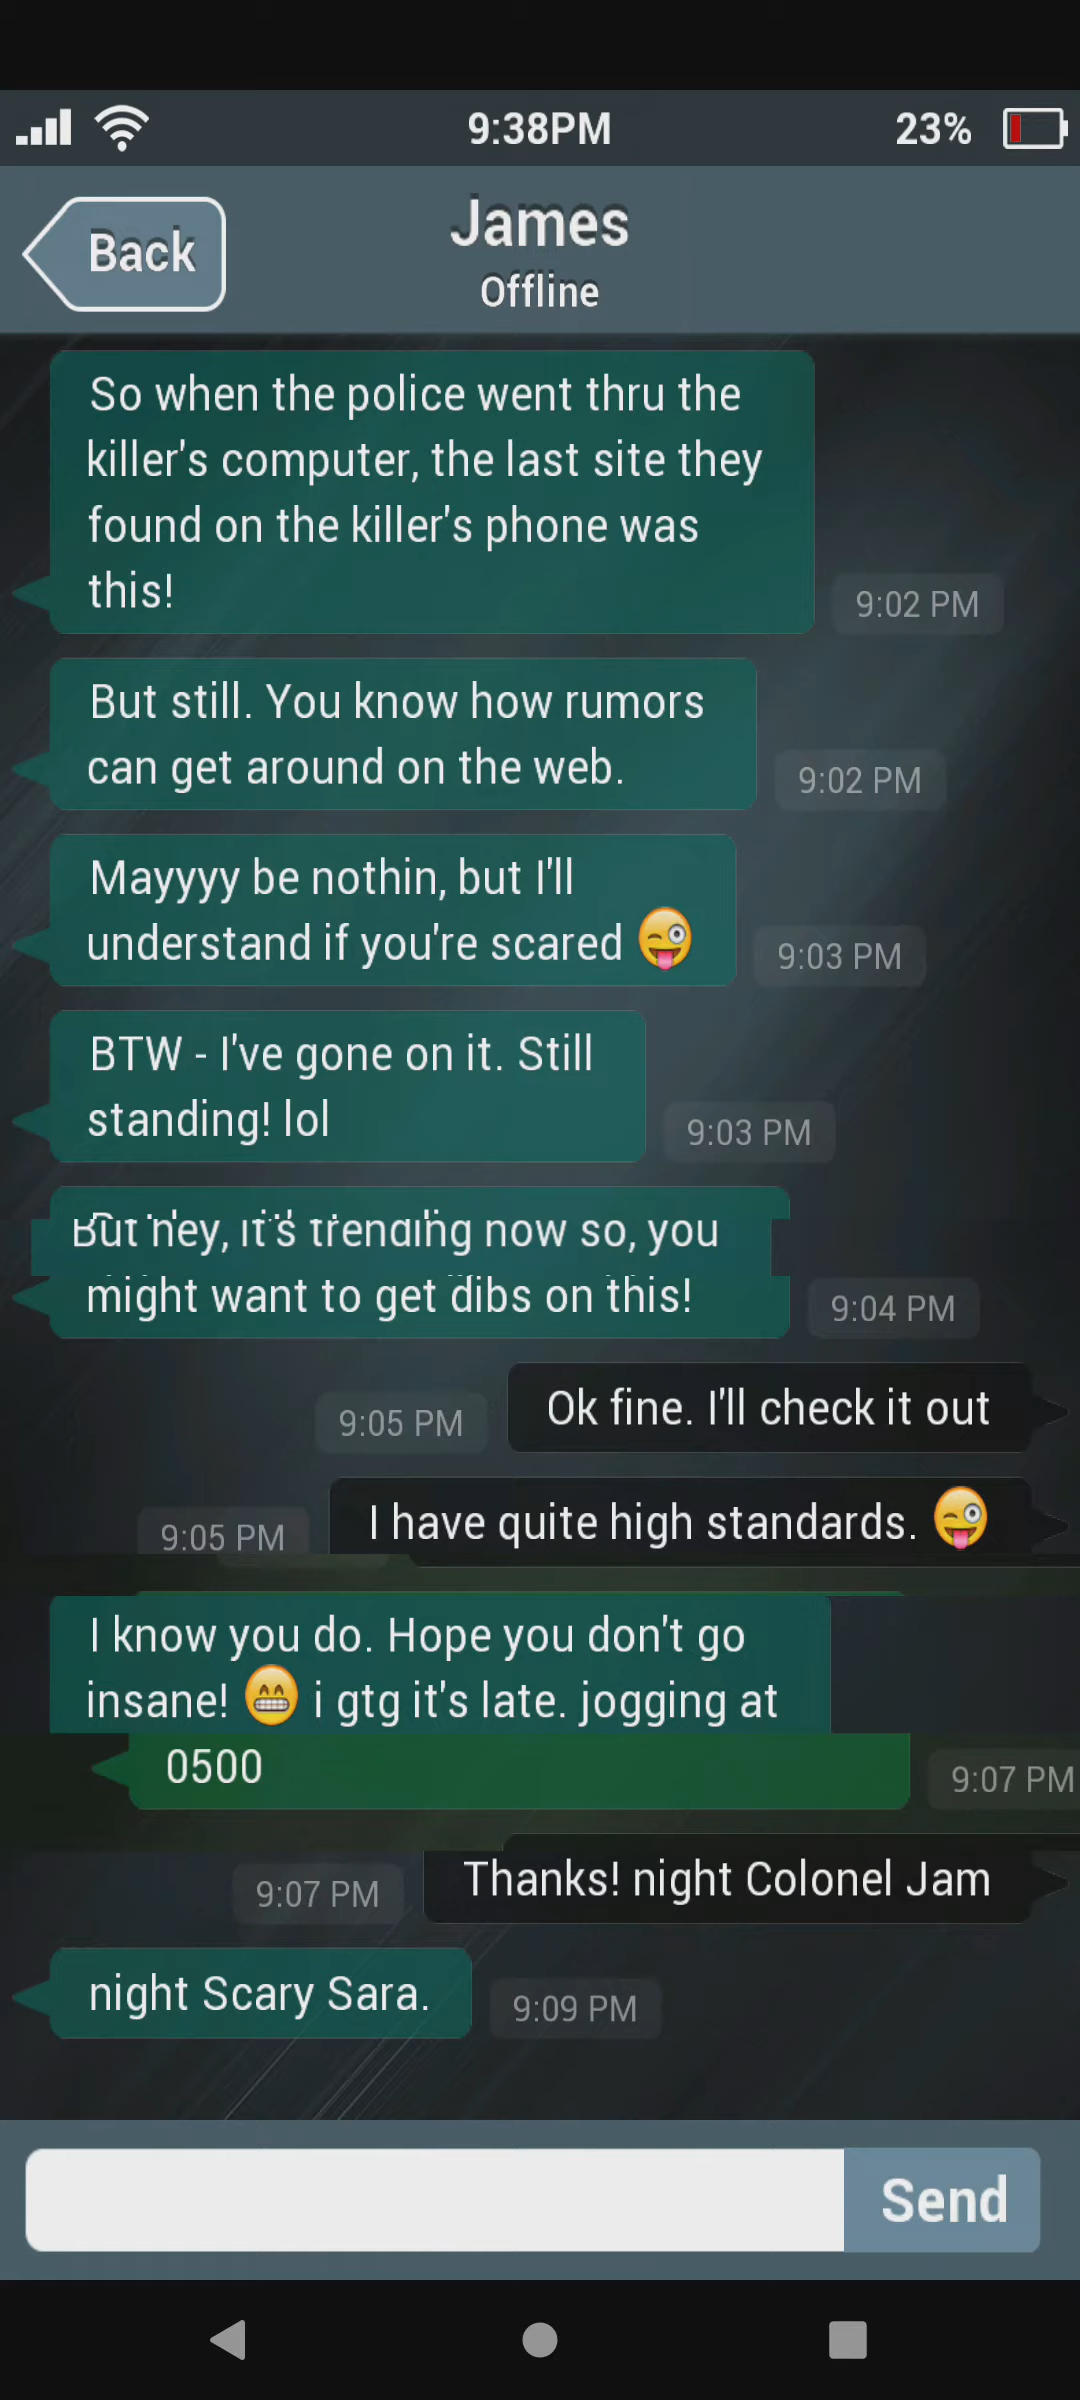 9:38PM 23%
Back
James
Offline
So when the police went thru the
killer's computer, the last site they
found on the killer's phone was
this!
9:02 PM
But still. You know how rumors
can get around on the web.
9:02 PM
Mayyyy be nothin, but I'll
understand if you're scared 😜
9:03 PM
BTW - I've gone on it. Still
standing! lol
9:03 PM
But hey, it's trending now so, you
might want to get dibs on this!
9:04 PM
Ok fine. I'll check it out
9:05 PM
I have quite high standards. 😜
9:05 PM
I know you do. Hope you don't go
insane! 😁 i gtg it's late. jogging at
0500
9:07 PM
Thanks! night Colonel Jam
9:07 PM
night Scary Sara.
9:09 PM
Send